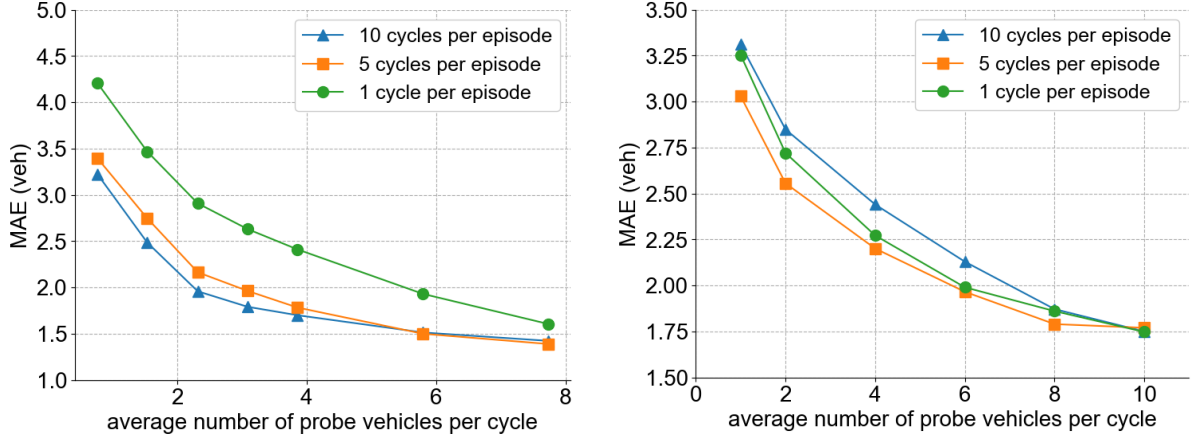 5.0
4.5
4.0
3.5
3.0
2.5
2.0
1.5
1.0
MAE (veh)
10 cycles per episode
5 cycles per episode
1 cycle per episode
2 4 6 8
average number of probe vehicles per cycle
3.50
3.25
3.00
2.75
2.50
2.25
2.00
1.75
1.50
MAE (veh)
10 cycles per episode
5 cycles per episode
1 cycle per episode
0 2 4 6 8 10
average number of probe vehicles per cycle